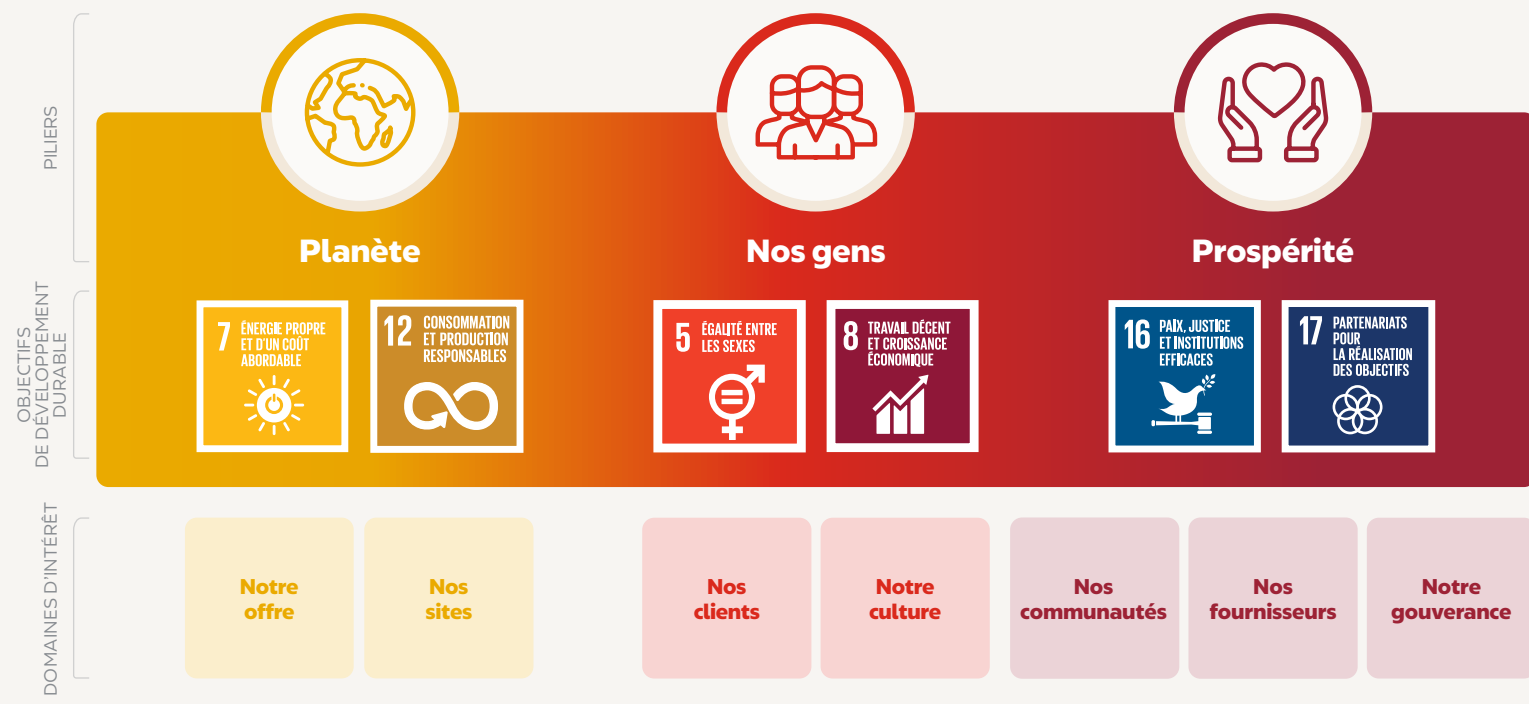 PILIERS
Planète
Nos gens
Prospérité
OBJECTIFS
DE DÉVELOPPEMENT
DURABLE
7 ÉNERGIE PROPRE
ET D'UN COÛT
ABORDABLE
12 CONSOMMATION
ET PRODUCTION
RESPONSABLES
5 ÉGALITÉ ENTRE
LES SEXES
8 TRAVAIL DÉCENT
ET CROISSANCE
ÉCONOMIQUE
16 PAIX, JUSTICE
ET INSTITUTIONS
EFFICACES
17 PARTENARIATS
POUR
LA RÉALISATION
DES OBJECTIFS
DOMAINES D'INTÉRÊT
Notre
offre
Nos
sites
Nos
clients
Notre
culture
Nos
communautés
Nos
fournisseurs
Notre
gouverance